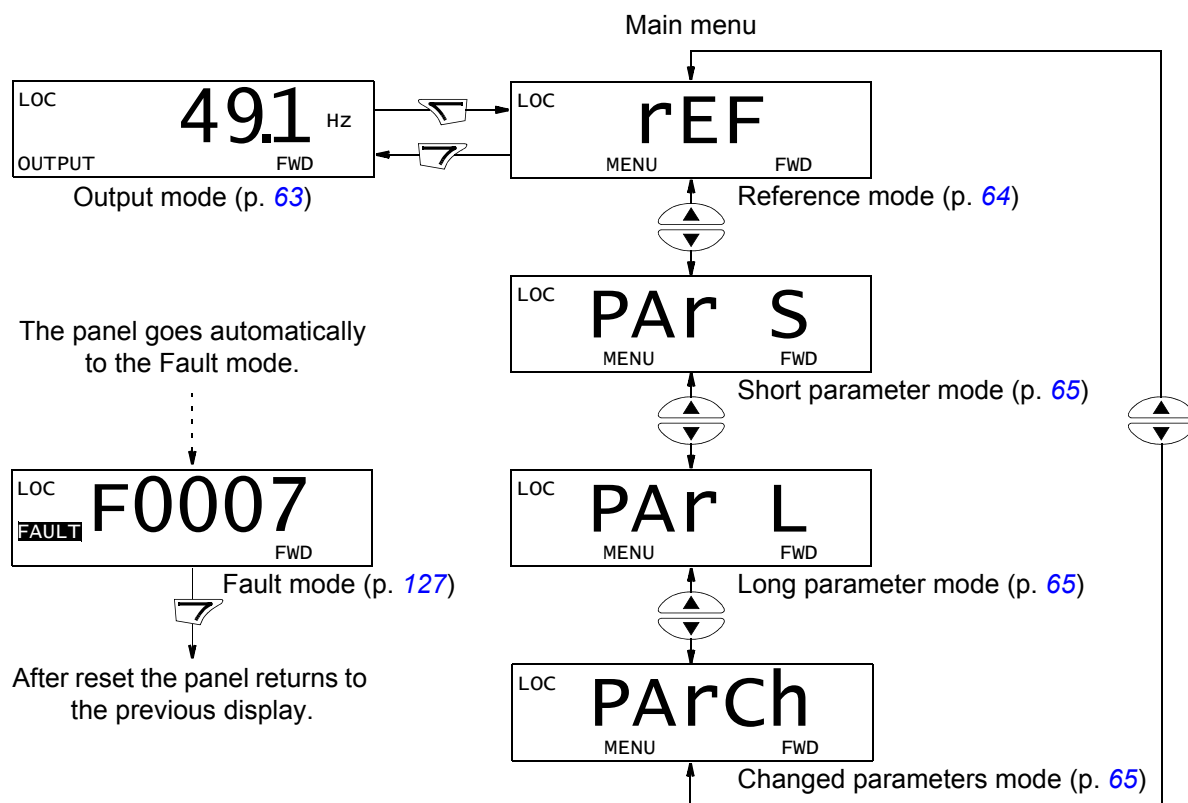 Main menu
LOC
49.1 Hz
OUTPUT FWD
Output mode (p. 63)
LOC
rEF
MENU FWD
Reference mode (p. 64)
LOC
PAr S
MENU FWD
Short parameter mode (p. 65)
The panel goes automatically
to the Fault mode.
LOC
FAULT F0007
FWD
Fault mode (p. 127)
After reset the panel returns to
the previous display.
LOC
PAr L
MENU FWD
Long parameter mode (p. 65)
LOC
PArCh
MENU FWD
Changed parameters mode (p. 65)